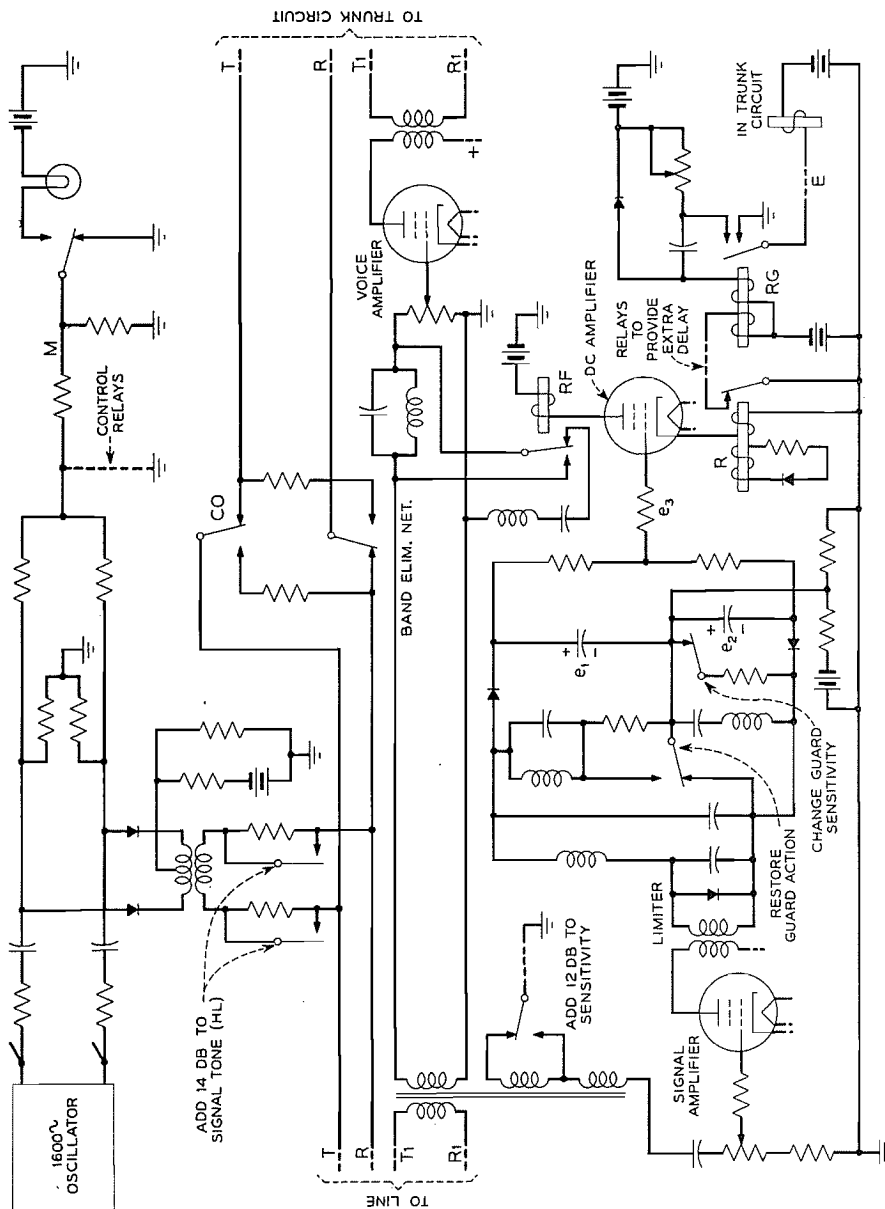 1600~
OSCILLATOR
ADD 14 DB TO
SIGNAL TONE (HL)
CONTROL
RELAYS
M
TO TRUNK CIRCUIT
T
R
T1
R1
CO
T
R
T1
R1
TO LINE
BAND ELIM. NET.
VOICE
AMPLIFIER
+
ADD 12 DB TO
SENSITIVITY
SIGNAL
AMPLIFIER
LIMITER
RESTORE
GUARD ACTION
CHANGE GUARD
SENSITIVITY
e1
+
−
e2
+
−
e3
RF
DC AMPLIFIER
RELAYS
TO
PROVIDE
EXTRA
DELAY
R
RG
E
IN TRUNK
CIRCUIT